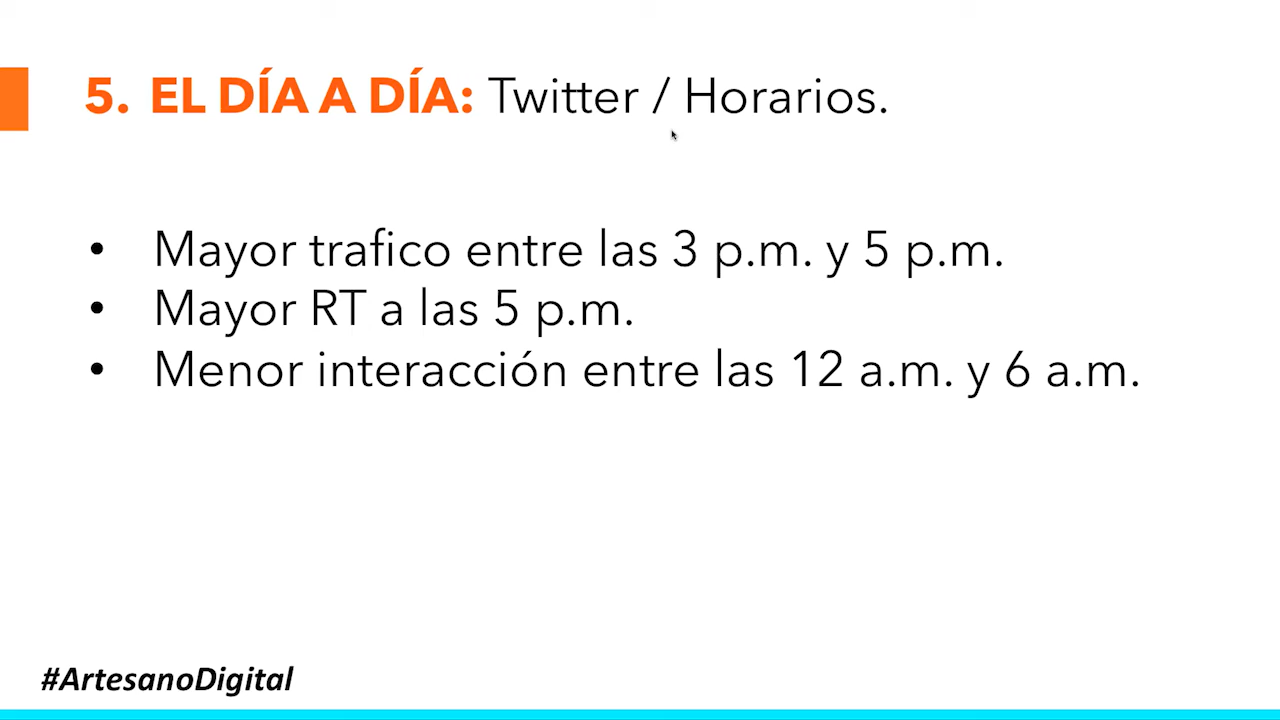 5. EL DÍA A DÍA: Twitter / Horarios.
• Mayor trafico entre las 3 p.m. y 5 p.m.
• Mayor RT a las 5 p.m.
• Menor interacción entre las 12 a.m. y 6 a.m.
#ArtesanoDigital